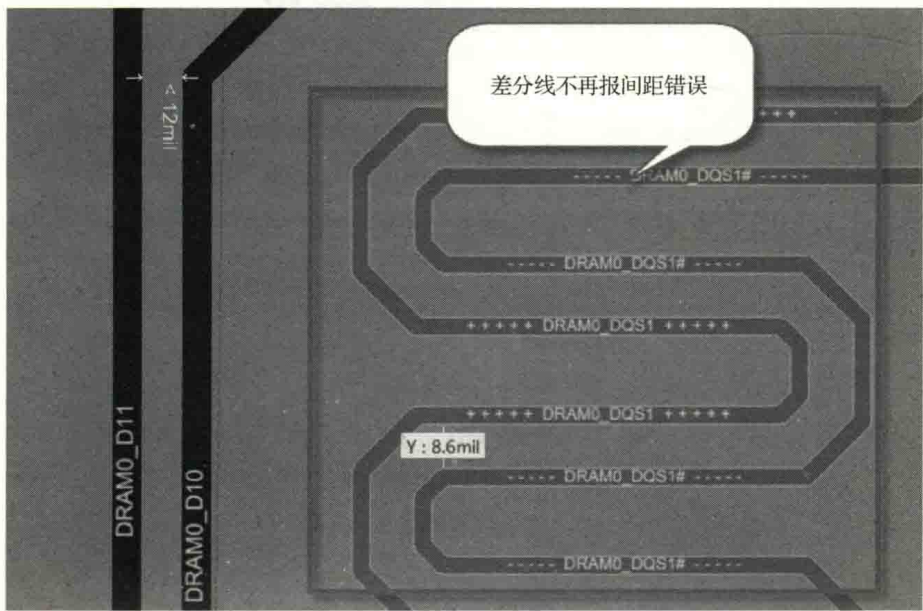 差分线不再报间距错误
< 12mil
+ + +
- - - - - DRAM0_DQS1# - - - - -
- - - - - DRAM0_DQS1# - - - - -
+ + + + + DRAM0_DQS1 + + + + +
+ + + + + DRAM0_DQS1 + + + + +
Y : 8.6mil
- - - - - DRAM0_DQS1# - - - - -
- - - - - DRAM0_DQS1# - - - - -
DRAM0_D11
DRAM0_D10